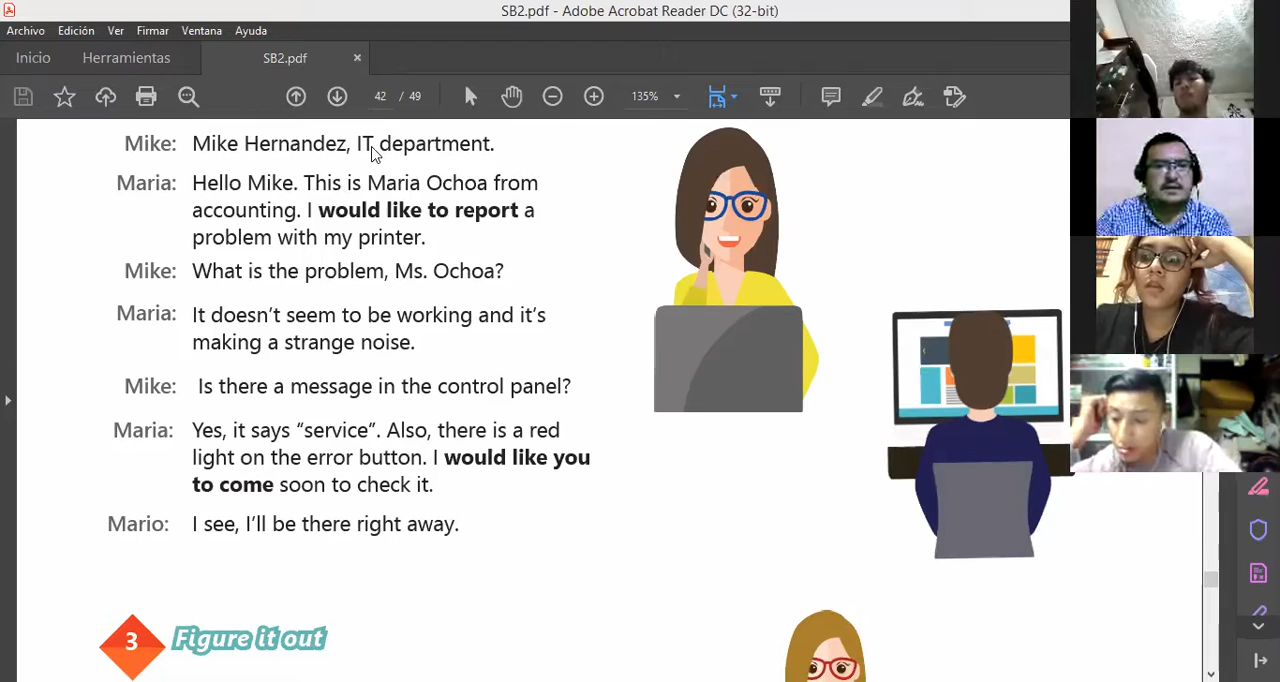 SB2.pdf - Adobe Acrobat Reader DC (32-bit)
Archivo Edición Ver Firmar Ventana Ayuda
Inicio Herramientas SB2.pdf ×
42 / 49 135%
Mike: Mike Hernandez, IT department.
Maria: Hello Mike. This is Maria Ochoa from
accounting. I would like to report a
problem with my printer.
Mike: What is the problem, Ms. Ochoa?
Maria: It doesn’t seem to be working and it’s
making a strange noise.
Mike: Is there a message in the control panel?
Maria: Yes, it says “service”. Also, there is a red
light on the error button. I would like you
to come soon to check it.
Mario: I see, I’ll be there right away.
3 Figure it out